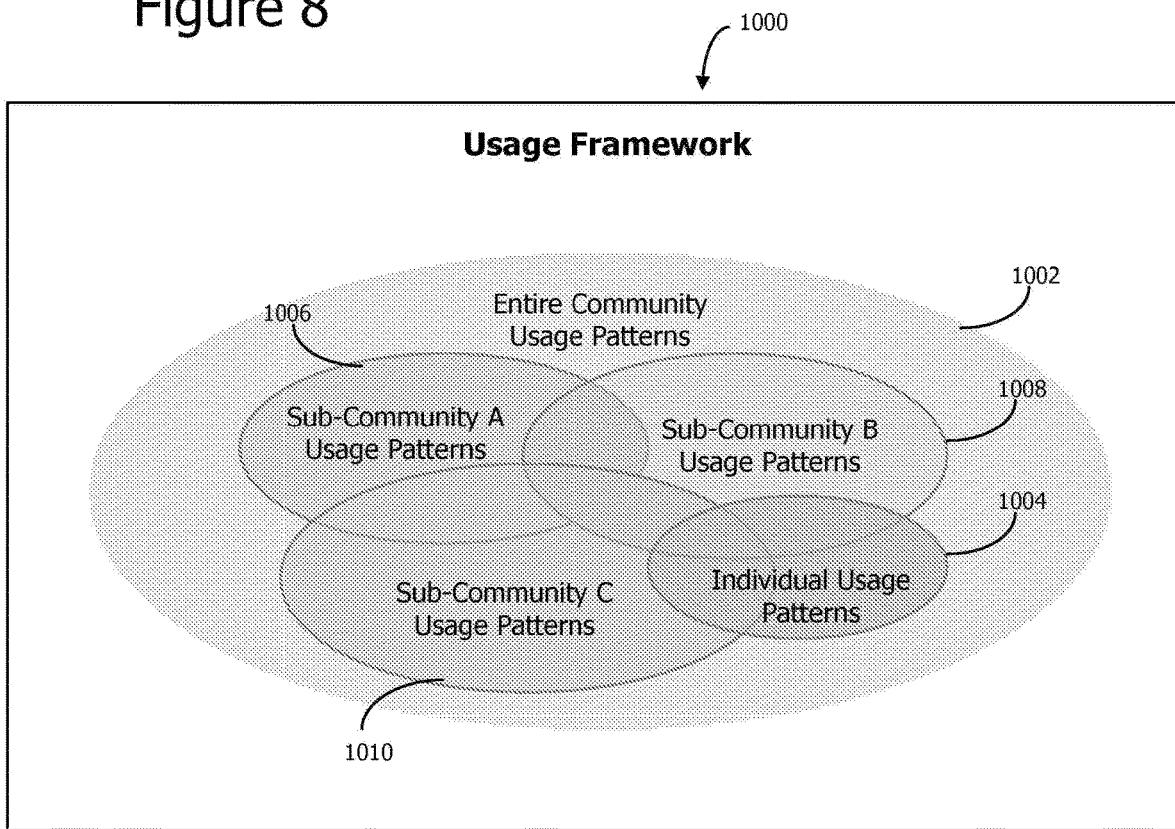 Figure 8
1000
Usage Framework
1002
Entire Community
Usage Patterns
1006
1008
Sub-Community A
Usage Patterns
Sub-Community B
Usage Patterns
1004
Individual Usage
Patterns
Sub-Community C
Usage Patterns
1010